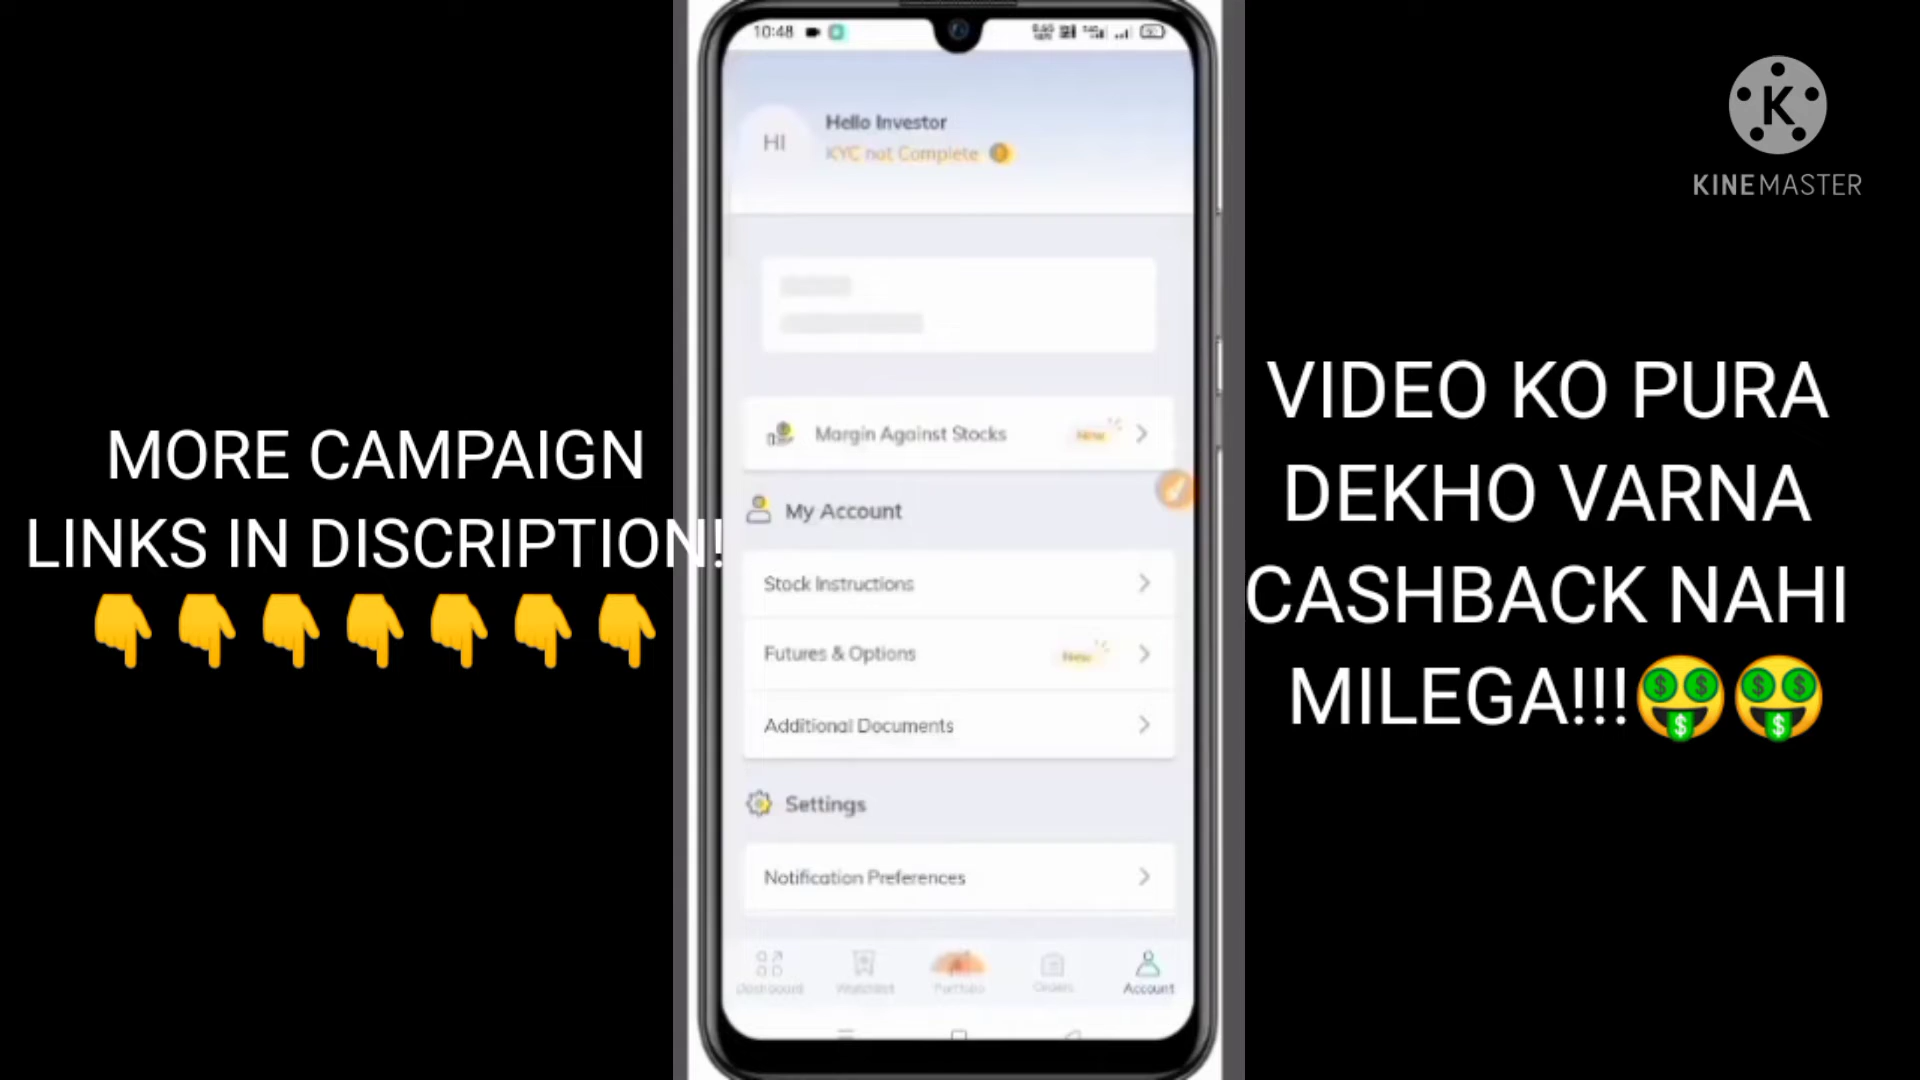 10:48
Hello Investor
HI
KYC not Complete
KINEMASTER
Margin Against Stocks
New
My Account
Stock Instructions
Futures & Options
New
Additional Documents
Settings
Notification Preferences
Dashboard
Watchlist
Portfolio
Orders
Account
MORE CAMPAIGN
LINKS IN DISCRIPTION!
👇👇👇👇👇👇👇
VIDEO KO PURA
DEKHO VARNA
CASHBACK NAHI
MILEGA!!!🤑🤑